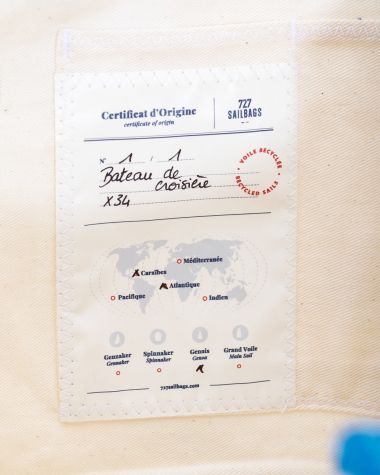 Certificat d'Origine
certificate of origin
727
SAILBAGS
N° 1 / 1
Bateau de
croisière
X34
VOILE RECYCLÉE
RECYCLED SAILS
Méditerranée
Caraïbes
Atlantique
Pacifique
Indien
Gennaker
Gennaker
Spinnaker
Spinnaker
Genois
Genoa
Grand Voile
Main Sail
727sailbags.com